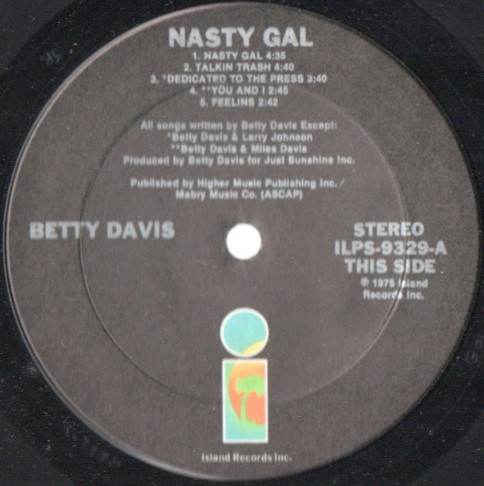 NASTY GAL
1. NASTY GAL 4:35
2. TALKIN TRASH 4:40
3. *DEDICATED TO THE PRESS 3:40
4. **YOU AND I 2:45
5. FEELINS 2:42
All songs written by Betty Davis Except:
*Betty Davis & Larry Johnson
**Betty Davis & Miles Davis
Produced by Betty Davis for Just Sunshine Inc.
Published by Higher Music Publishing Inc. /
Mabry Music Co. (ASCAP)
BETTY DAVIS
STEREO
ILPS-9329-A
THIS SIDE
℗ 1975 Island
Records Inc.
Island Records Inc.